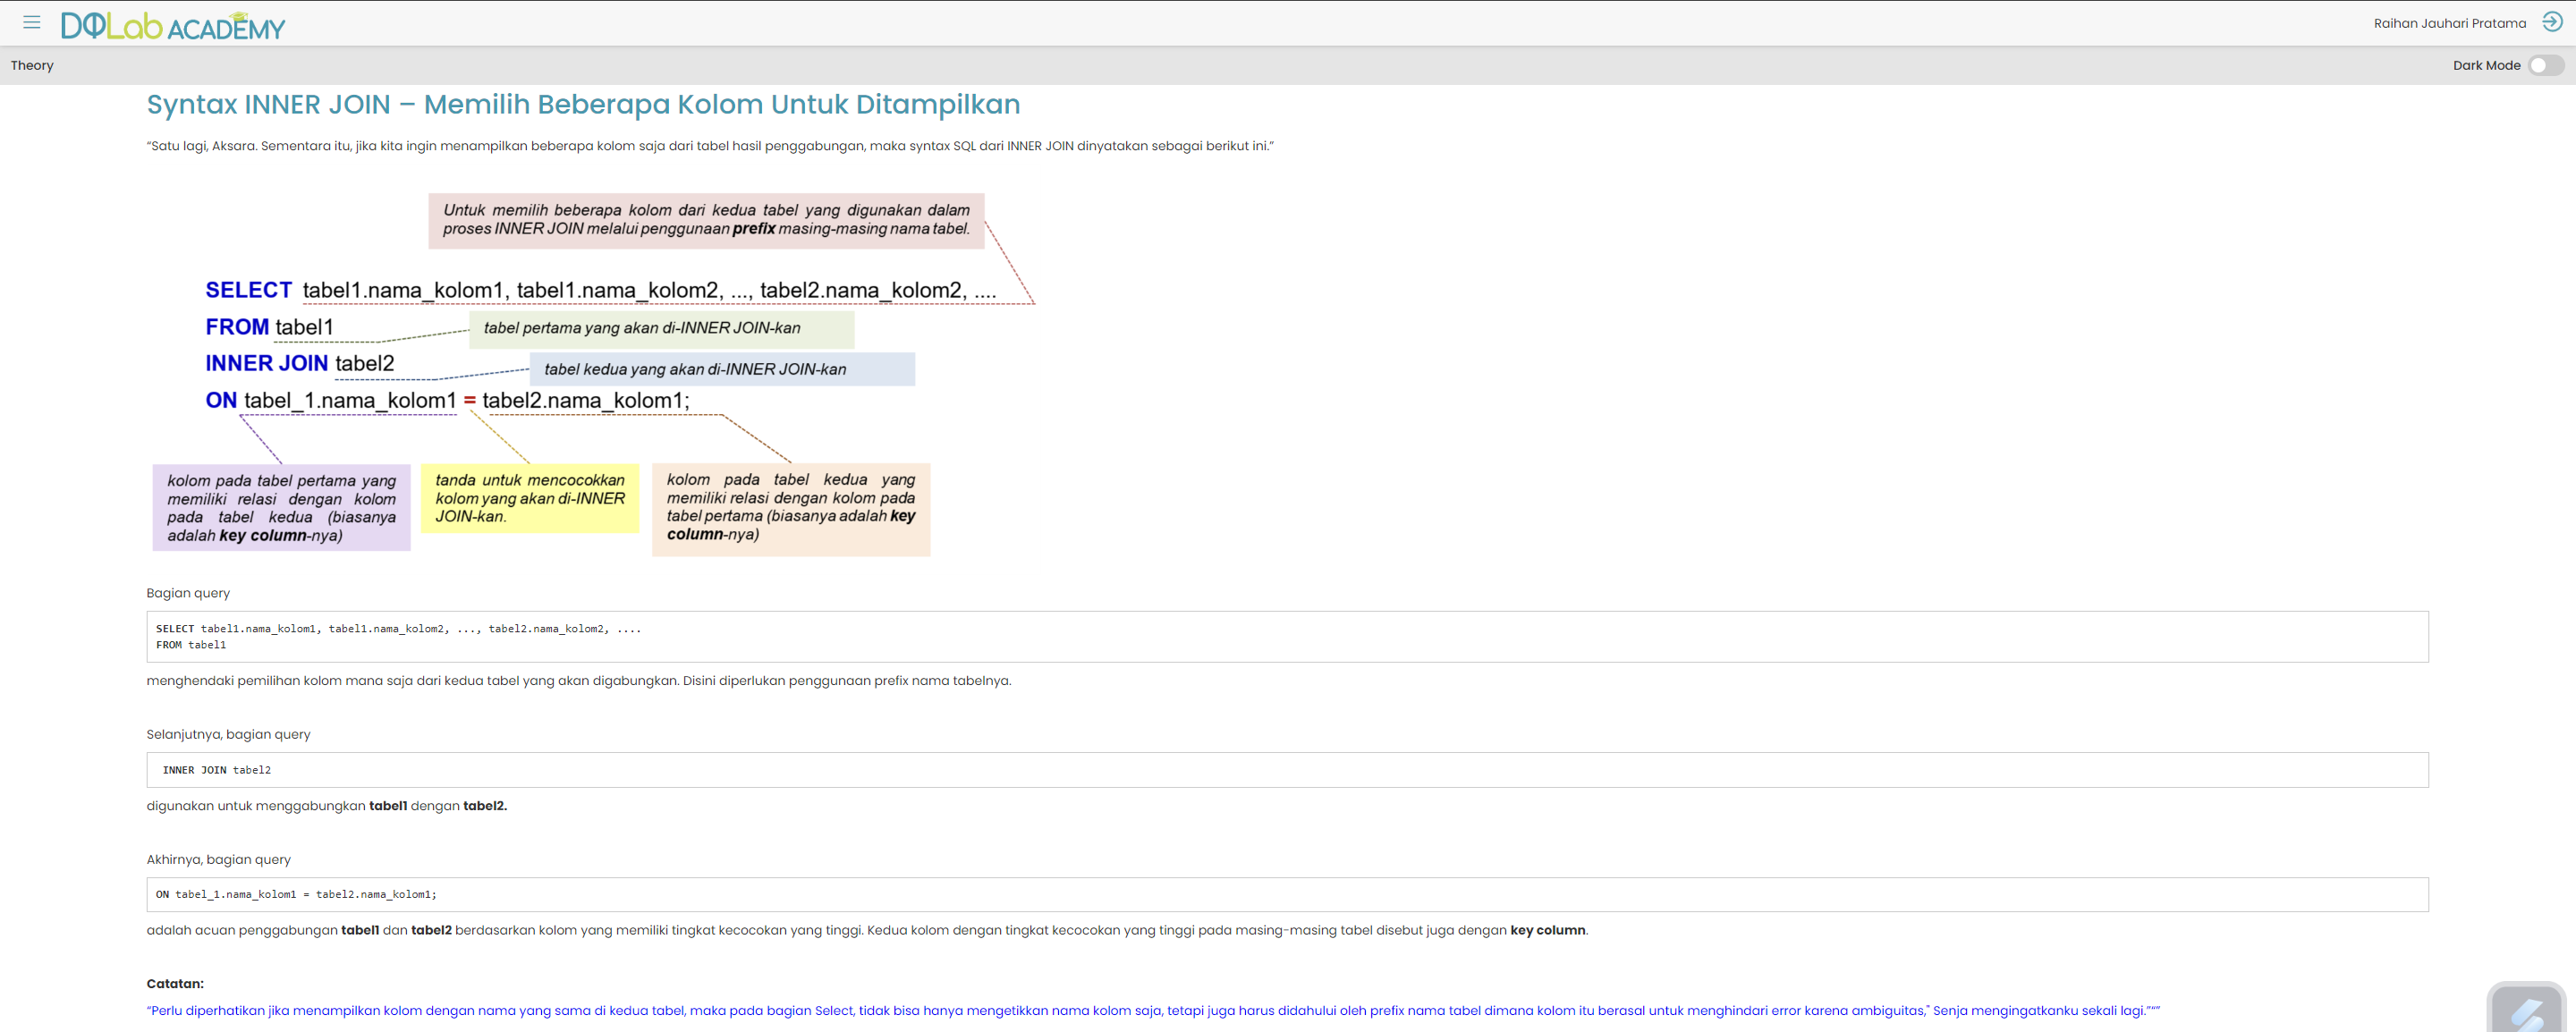 DQLab ACADEMY
Raihan Jauhari Pratama
Theory
Dark Mode
Syntax INNER JOIN – Memilih Beberapa Kolom Untuk Ditampilkan
“Satu lagi, Aksara. Sementara itu, jika kita ingin menampilkan beberapa kolom saja dari tabel hasil penggabungan, maka syntax SQL dari INNER JOIN dinyatakan sebagai berikut ini.”
Untuk memilih beberapa kolom dari kedua tabel yang digunakan dalam
proses INNER JOIN melalui penggunaan prefix masing-masing nama tabel.
SELECT tabel1.nama_kolom1, tabel1.nama_kolom2, ..., tabel2.nama_kolom2, ....
FROM tabel1
tabel pertama yang akan di-INNER JOIN-kan
INNER JOIN tabel2
tabel kedua yang akan di-INNER JOIN-kan
ON tabel_1.nama_kolom1 = tabel2.nama_kolom1;
kolom pada tabel pertama yang
memiliki relasi dengan kolom
pada tabel kedua (biasanya
adalah key column-nya)
tanda untuk mencocokkan
kolom yang akan di-INNER
JOIN-kan.
kolom pada tabel kedua yang
memiliki relasi dengan kolom pada
tabel pertama (biasanya adalah key
column-nya)
Bagian query
SELECT tabel1.nama_kolom1, tabel1.nama_kolom2, ..., tabel2.nama_kolom2, ....
FROM tabel1
menghendaki pemilihan kolom mana saja dari kedua tabel yang akan digabungkan. Disini diperlukan penggunaan prefix nama tabelnya.
Selanjutnya, bagian query
INNER JOIN tabel2
digunakan untuk menggabungkan tabel1 dengan tabel2.
Akhirnya, bagian query
ON tabel_1.nama_kolom1 = tabel2.nama_kolom1;
adalah acuan penggabungan tabel1 dan tabel2 berdasarkan kolom yang memiliki tingkat kecocokan yang tinggi. Kedua kolom dengan tingkat kecocokan yang tinggi pada masing-masing tabel disebut juga dengan key column.
Catatan:
“Perlu diperhatikan jika menampilkan kolom dengan nama yang sama di kedua tabel, maka pada bagian Select, tidak bisa hanya mengetikkan nama kolom saja, tetapi juga harus didahului oleh prefix nama tabel dimana kolom itu berasal untuk menghindari error karena ambiguitas,” Senja mengingatkanku sekali lagi.”“”